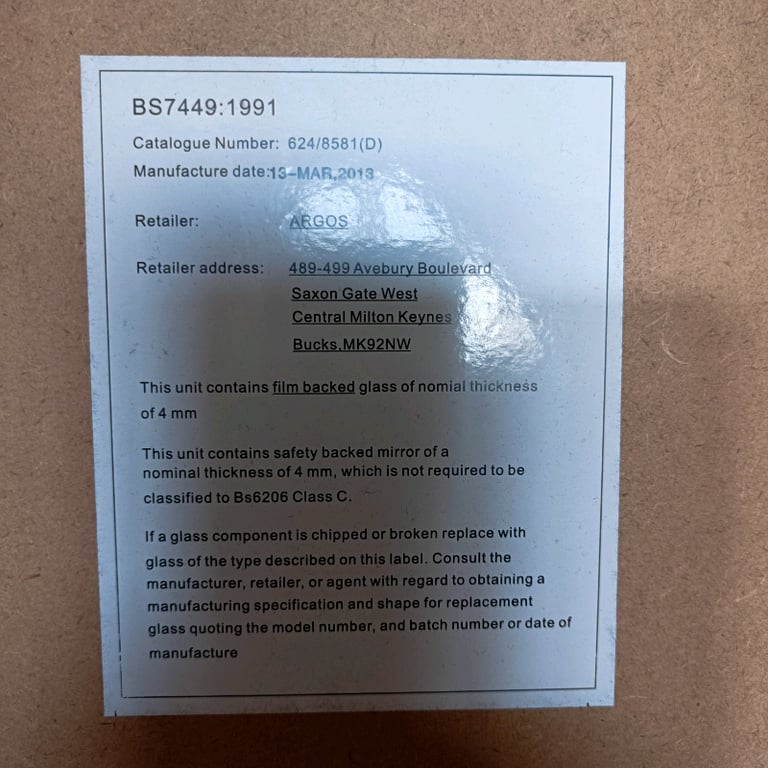 BS7449:1991
Catalogue Number: 624/8581(D)
Manufacture date:13-MAR,2013
Retailer: ARGOS
Retailer address: 489-499 Avebury Boulevard
Saxon Gate West
Central Milton Keynes
Bucks,MK92NW
This unit contains film backed glass of nomial thickness
of 4 mm
This unit contains safety backed mirror of a
nominal thickness of 4 mm, which is not required to be
classified to Bs6206 Class C.
If a glass component is chipped or broken replace with
glass of the type described on this label. Consult the
manufacturer, retailer, or agent with regard to obtaining a
manufacturing specification and shape for replacement
glass quoting the model number, and batch number or date of
manufacture